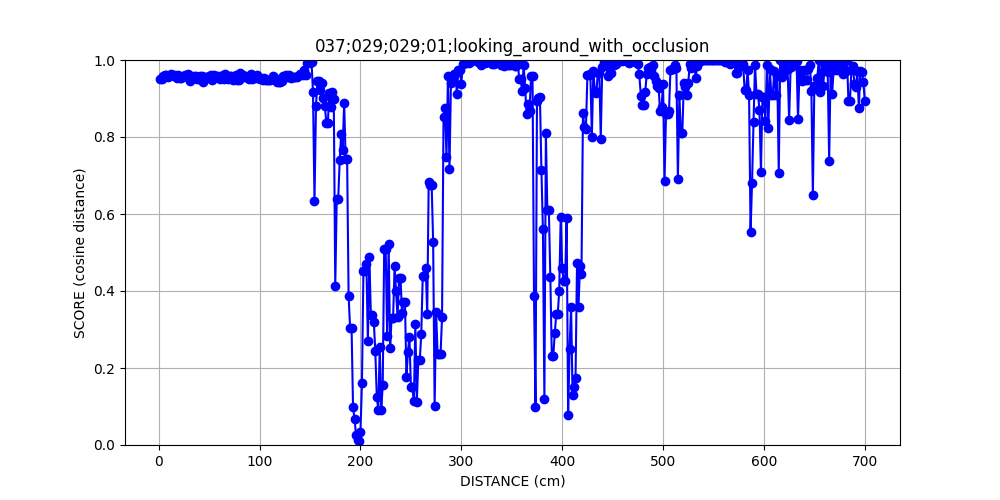 037;029;029;01;looking_around_with_occlusion
1.0
0.8
0.6
0.4
0.2
0.0
SCORE (cosine distance)
0 100 200 300 400 500 600 700
DISTANCE (cm)